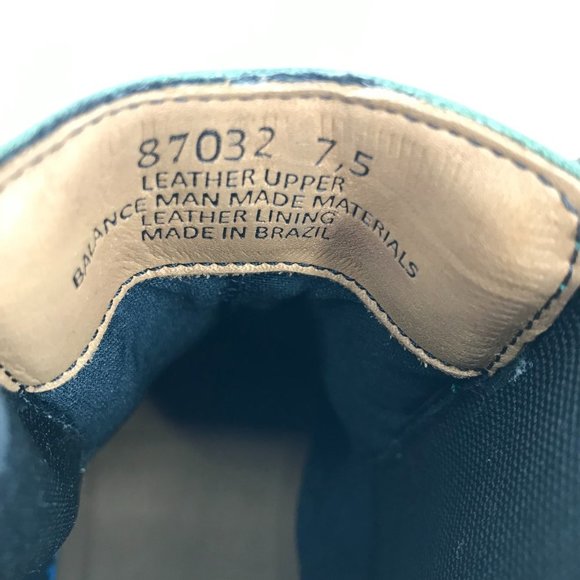 87032 7,5
LEATHER UPPER
BALANCE MAN MADE MATERIALS
LEATHER LINING
MADE IN BRAZIL